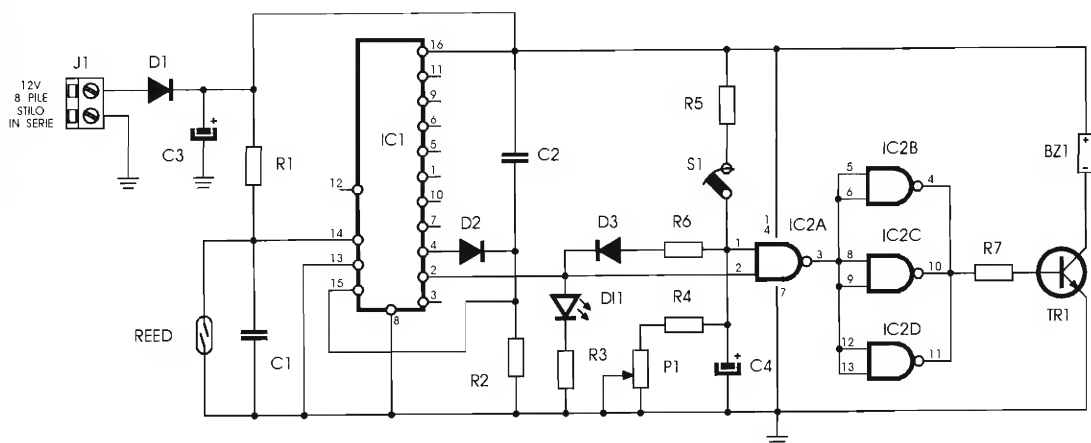 J1
D1
12V
8 PILE
STILO
IN SERIE
+
C3
R1
REED
C1
IC1
16
11
9
6
5
1
10
7
4
2
3
12
14
13
15
8
C2
D2
R2
D3
R6
DI1
R3
P1
R4
R5
S1
+
C4
1
4
IC2A
1
2
3
7
IC2B
5
6
4
IC2C
8
9
10
IC2D
12
13
11
R7
BZ1
+
-
TR1